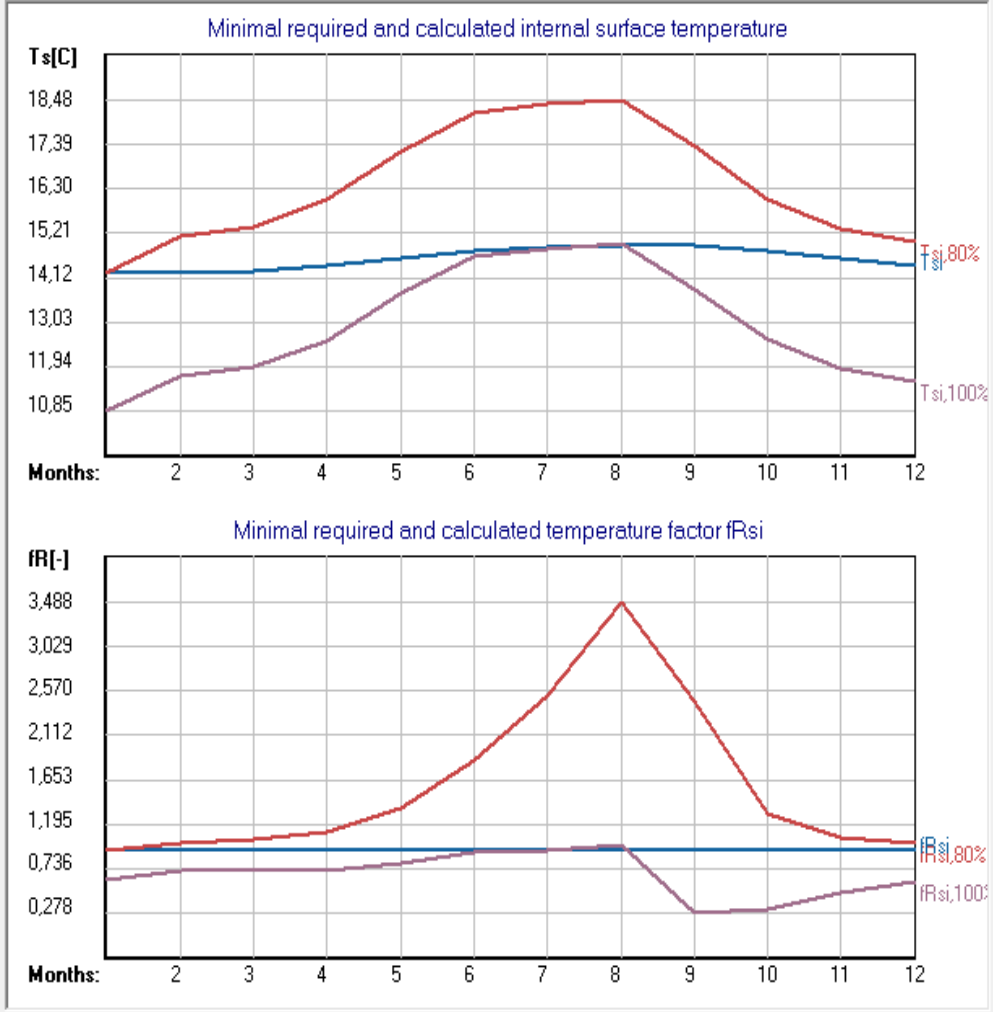 Minimal required and calculated internal surface temperature
Ts[C]
18,48
17,39
16,30
15,21
14,12
13,03
11,94
10,85
Tsi,80%
Tsi
Tsi,100%
Months: 2 3 4 5 6 7 8 9 10 11 12
Minimal required and calculated temperature factor fRsi
fR[-]
3,488
3,029
2,570
2,112
1,653
1,195
0,736
0,278
fRsi
fRsi,80%
fRsi,100%
Months: 2 3 4 5 6 7 8 9 10 11 12